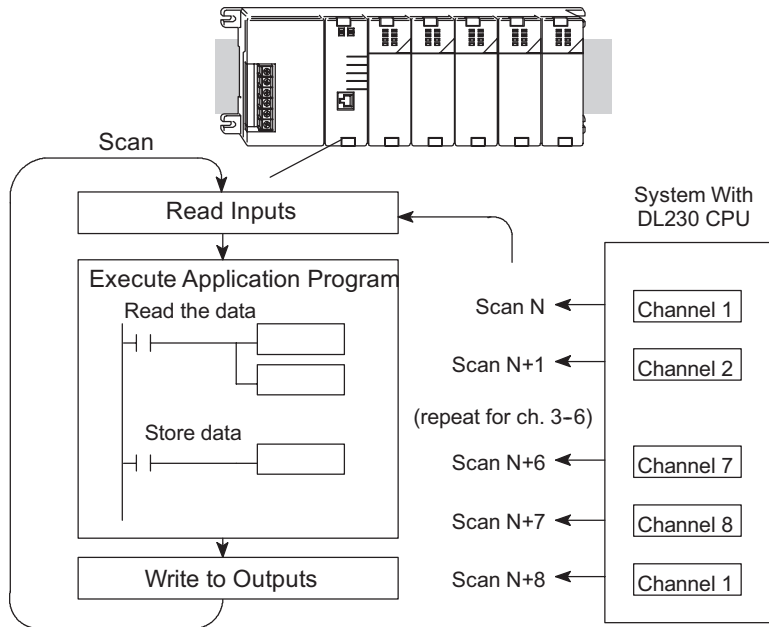 Scan
Read Inputs
Execute Application Program
Read the data
Store data
Write to Outputs
System With
DL230 CPU
Scan N
Channel 1
Scan N+1
Channel 2
(repeat for ch. 3-6)
Scan N+6
Channel 7
Scan N+7
Channel 8
Scan N+8
Channel 1